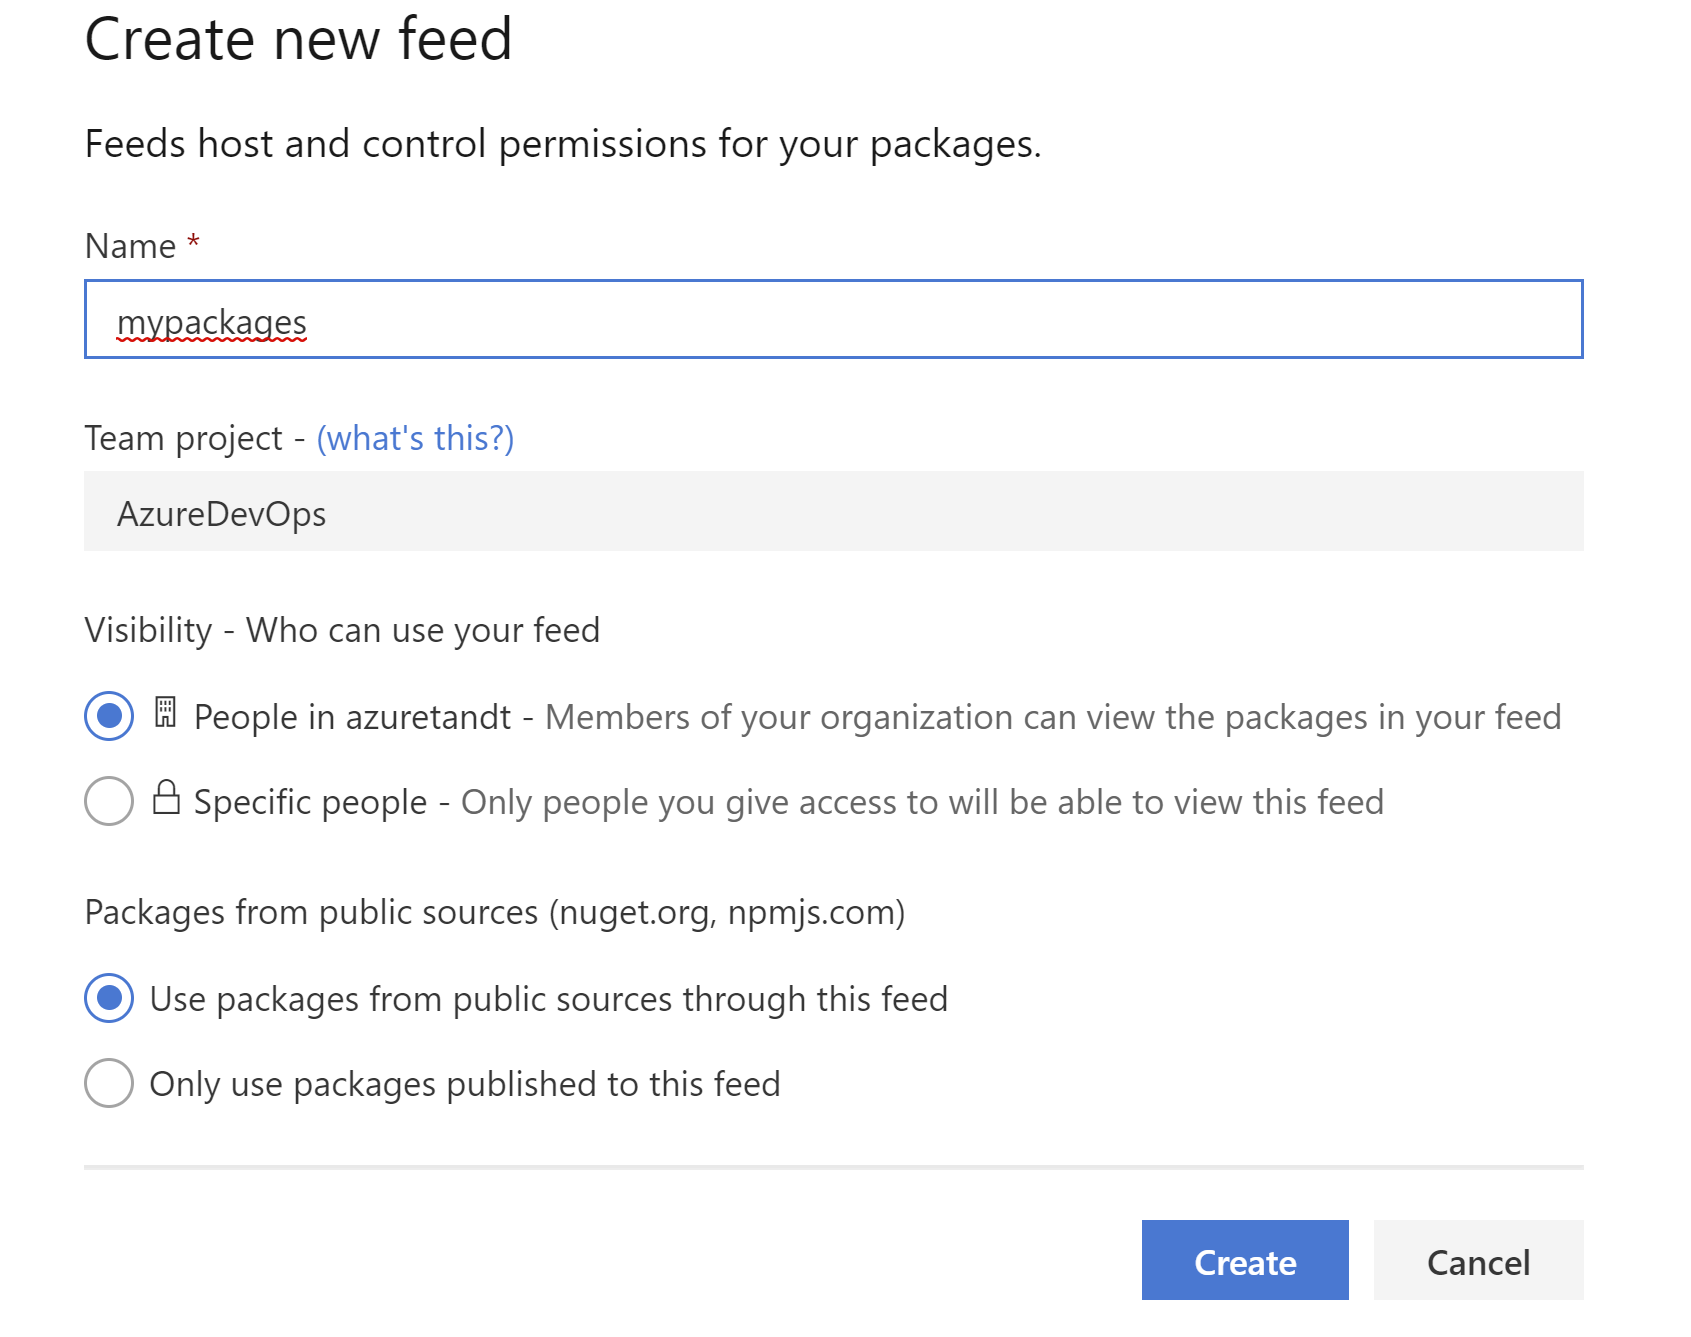 Create new feed
Feeds host and control permissions for your packages.
Name *
mypackages
Team project - (what's this?)
AzureDevOps
Visibility - Who can use your feed
People in azuretandt - Members of your organization can view the packages in your feed
Specific people - Only people you give access to will be able to view this feed
Packages from public sources (nuget.org, npmjs.com)
Use packages from public sources through this feed
Only use packages published to this feed
Create Cancel